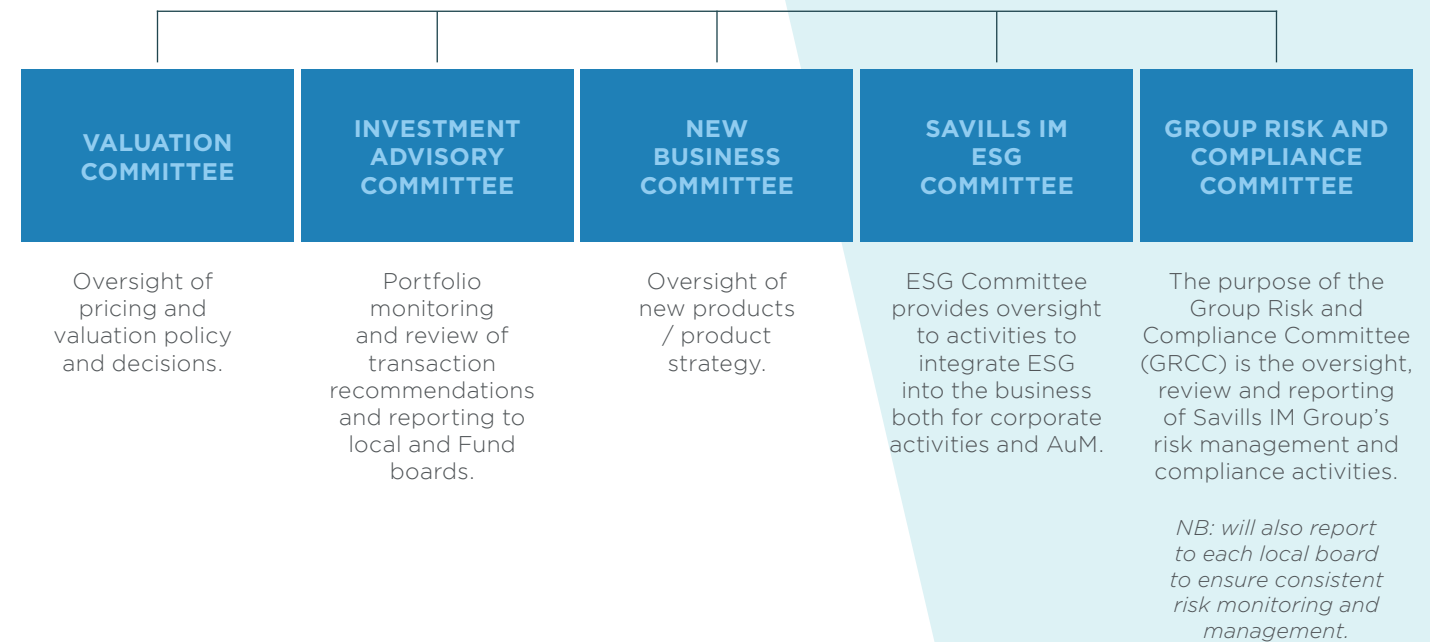 VALUATION
COMMITTEE
Oversight of
pricing and
valuation policy
and decisions.
INVESTMENT
ADVISORY
COMMITTEE
Portfolio
monitoring
and review of
transaction
recommendations
and reporting to
local and Fund
boards.
NEW
BUSINESS
COMMITTEE
Oversight of
new products
/ product
strategy.
SAVILLS IM
ESG
COMMITTEE
ESG Committee
provides oversight
to activities to
integrate ESG
into the business
both for corporate
activities and AuM.
GROUP RISK AND
COMPLIANCE
COMMITTEE
The purpose of the
Group Risk and
Compliance Committee
(GRCC) is the oversight,
review and reporting
of Savills IM Group’s
risk management and
compliance activities.
NB: will also report
to each local board
to ensure consistent
risk monitoring and
management.